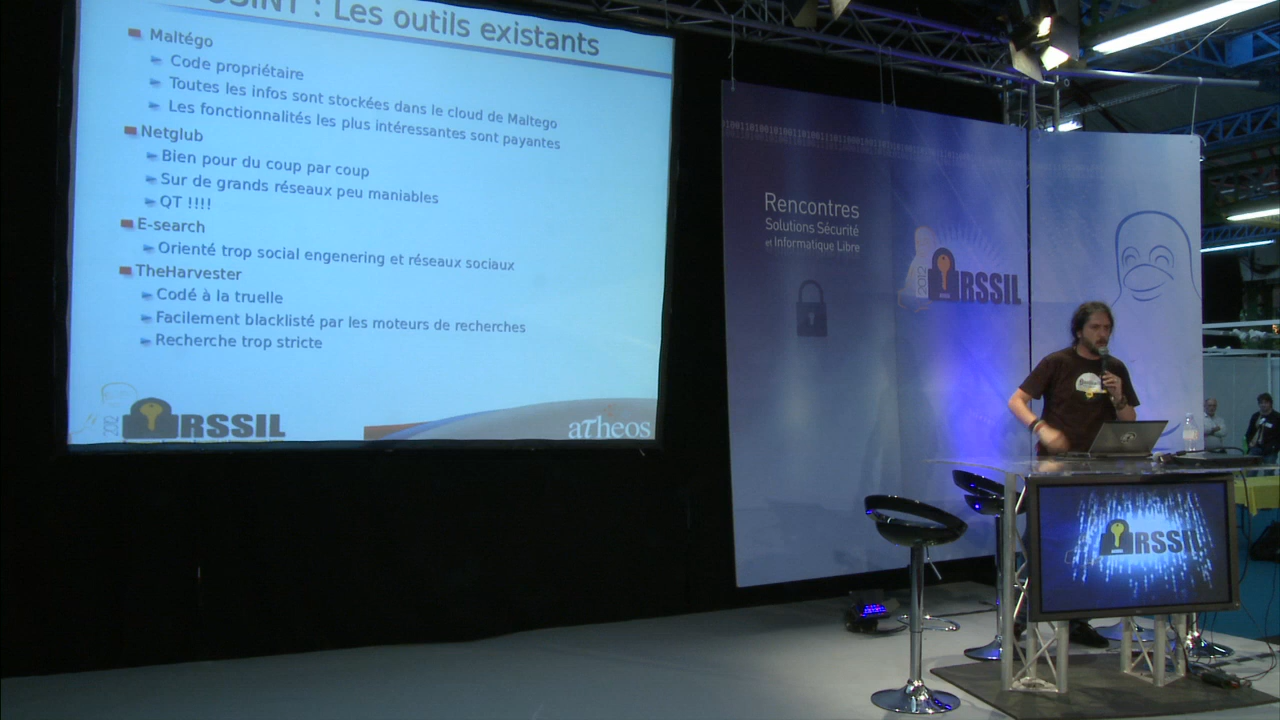 OSINT : Les outils existants
Maltégo
Code propriétaire
Toutes les infos sont stockées dans le cloud de Maltego
Les fonctionnalités les plus intéressantes sont payantes
Netglub
Bien pour du coup par coup
Sur de grands réseaux peu maniables
QT !!!!
E-search
Orienté trop social engenering et réseaux sociaux
TheHarvester
Codé à la truelle
Facilement blacklisté par les moteurs de recherches
Recherche trop stricte
2012 RSSIL
aTheos
Rencontres
Solutions Sécurité
et Informatique Libre
2012 RSSIL
RSSIL